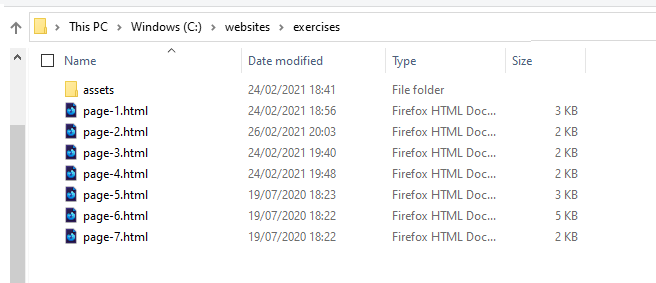 This PC > Windows (C:) > websites > exercises
Name Date modified Type Size
assets 24/02/2021 18:41 File folder
page-1.html 24/02/2021 18:56 Firefox HTML Doc... 3 KB
page-2.html 26/02/2021 20:03 Firefox HTML Doc... 2 KB
page-3.html 24/02/2021 19:40 Firefox HTML Doc... 2 KB
page-4.html 24/02/2021 19:48 Firefox HTML Doc... 2 KB
page-5.html 19/07/2020 18:23 Firefox HTML Doc... 3 KB
page-6.html 19/07/2020 18:22 Firefox HTML Doc... 5 KB
page-7.html 19/07/2020 18:22 Firefox HTML Doc... 2 KB